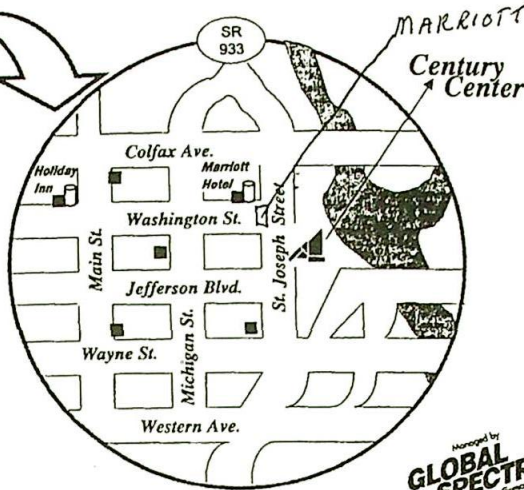 SR
933
MARRIOTT
Century
Center
Colfax Ave.
Holiday
Inn
Marriott
Hotel
Washington St.
Main St.
St. Joseph Street
Jefferson Blvd.
Michigan St.
Wayne St.
Western Ave.
Managed by
GLOBAL